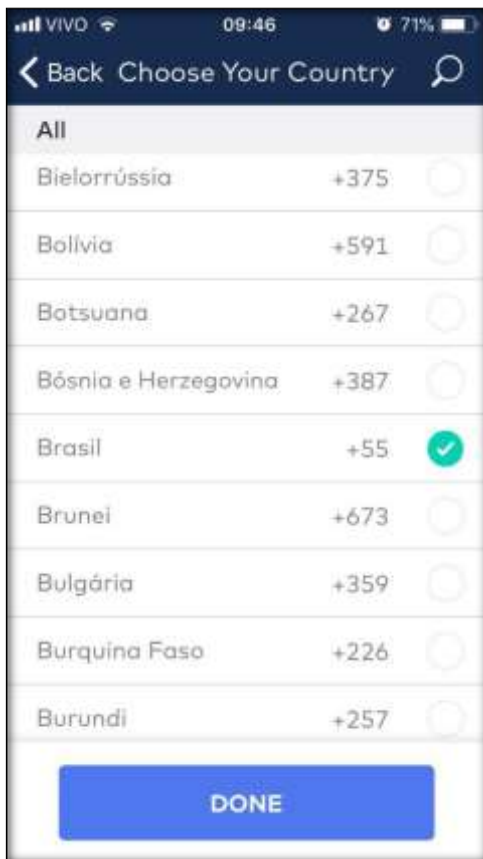 VIVO 09:46 71%
Back Choose Your Country
All
Bielorrússia +375
Bolívia +591
Botsuana +267
Bósnia e Herzegovina +387
Brasil +55
Brunei +673
Bulgária +359
Burquina Faso +226
Burundi +257
DONE